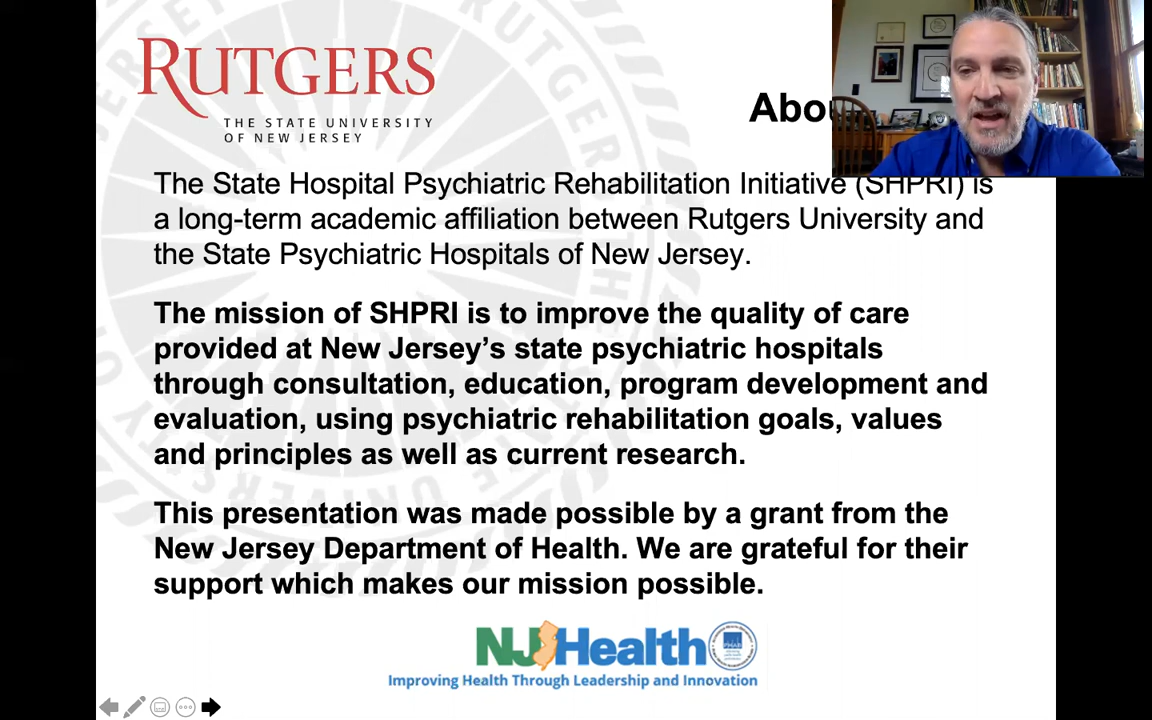 RUTGERS
THE STATE UNIVERSITY
OF NEW JERSEY
The State Hospital Psychiatric Rehabilitation Initiative (SHPRI) is
a long-term academic affiliation between Rutgers University and
the State Psychiatric Hospitals of New Jersey.
The mission of SHPRI is to improve the quality of care
provided at New Jersey’s state psychiatric hospitals
through consultation, education, program development and
evaluation, using psychiatric rehabilitation goals, values
and principles as well as current research.
This presentation was made possible by a grant from the
New Jersey Department of Health. We are grateful for their
support which makes our mission possible.
NJHealth
Improving Health Through Leadership and Innovation